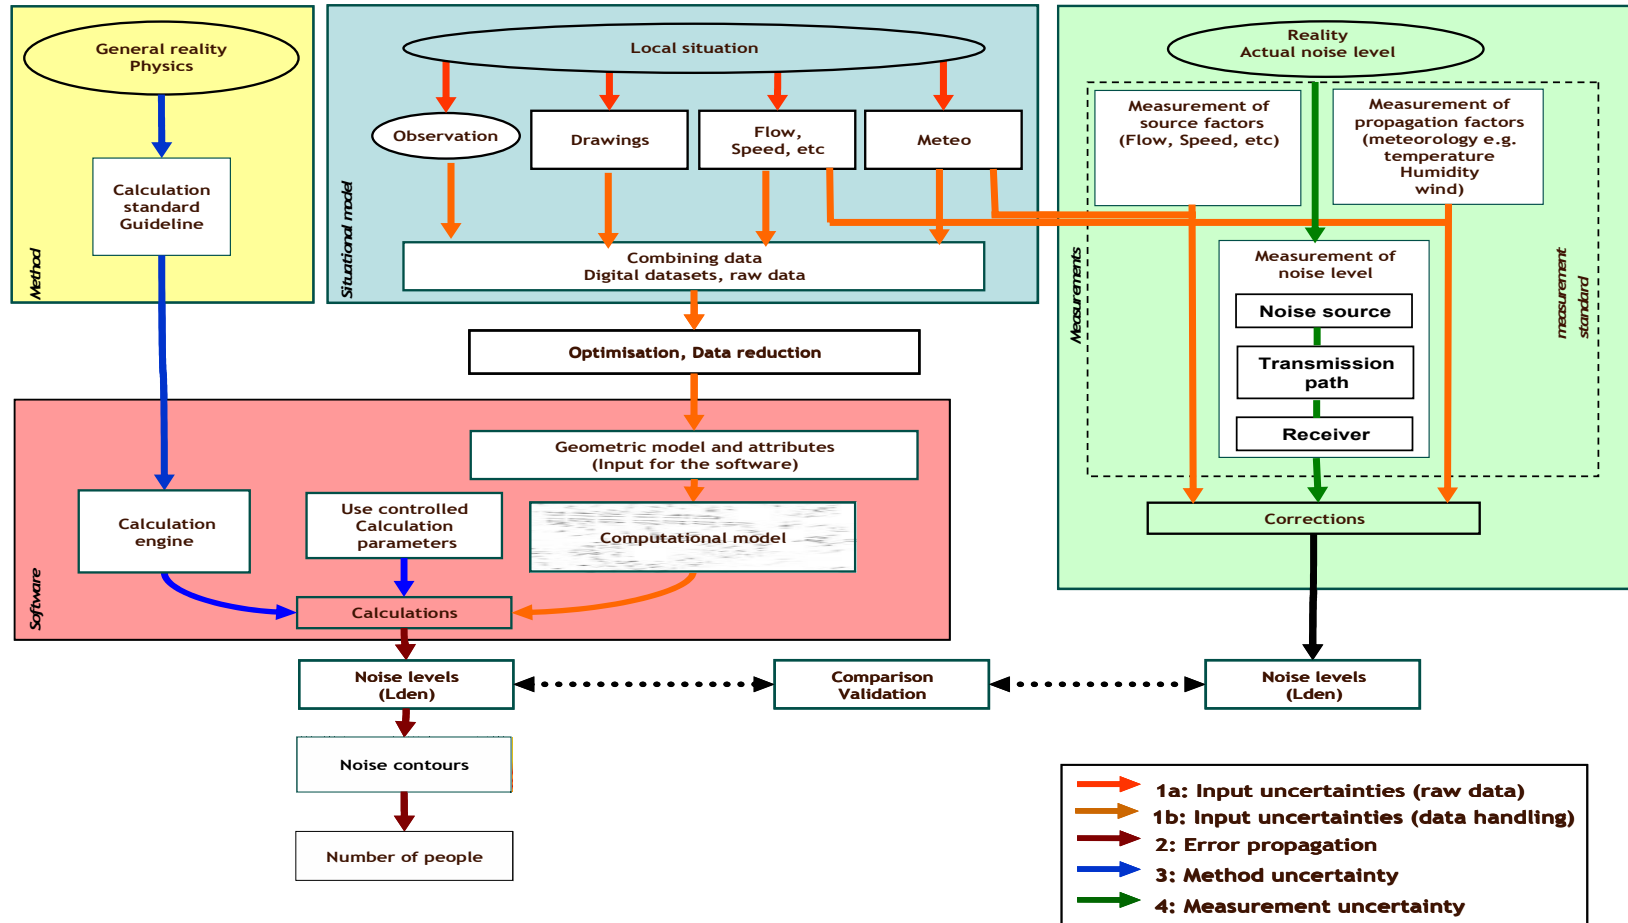 General reality
Physics
Calculation
standard
Guideline
Method
Local situation
Observation
Drawings
Flow,
Speed, etc
Meteo
Combining data
Digital datasets, raw data
Situational model
Reality
Actual noise level
Measurement of
source factors
(Flow, Speed, etc)
Measurement of
propagation factors
(meteorology e.g.
temperature
Humidity
wind)
Measurement of
noise level
Noise source
Transmission
path
Receiver
Measurements
measurement
standard
Corrections
Optimisation, Data reduction
Geometric model and attributes
(Input for the software)
Calculation
engine
Use controlled
Calculation
parameters
Computational model
Calculations
Software
Noise levels
(Lden)
Comparison
Validation
Noise levels
(Lden)
Noise contours
Number of people
1a: Input uncertainties (raw data)
1b: Input uncertainties (data handling)
2: Error propagation
3: Method uncertainty
4: Measurement uncertainty